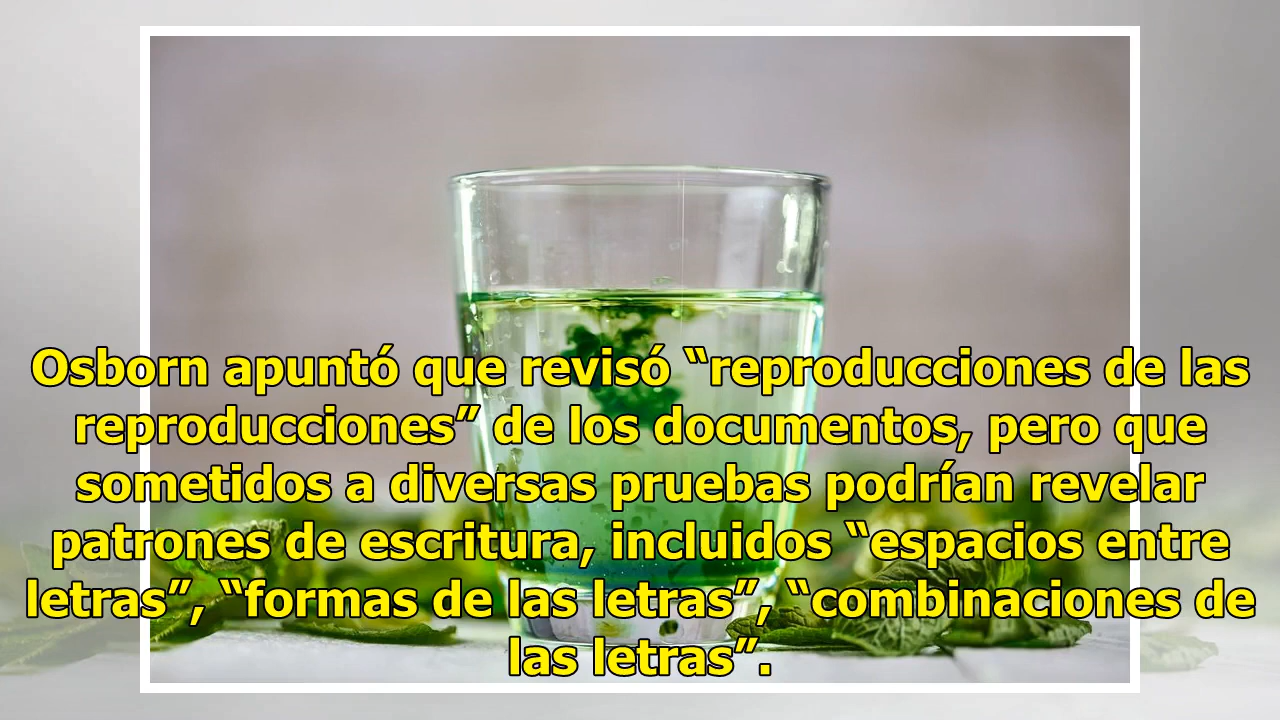 Osborn apuntó que revisó “reproducciones de las
reproducciones” de los documentos, pero que
sometidos a diversas pruebas podrían revelar
patrones de escritura, incluidos “espacios entre
letras”, “formas de las letras”, “combinaciones de
las letras”.